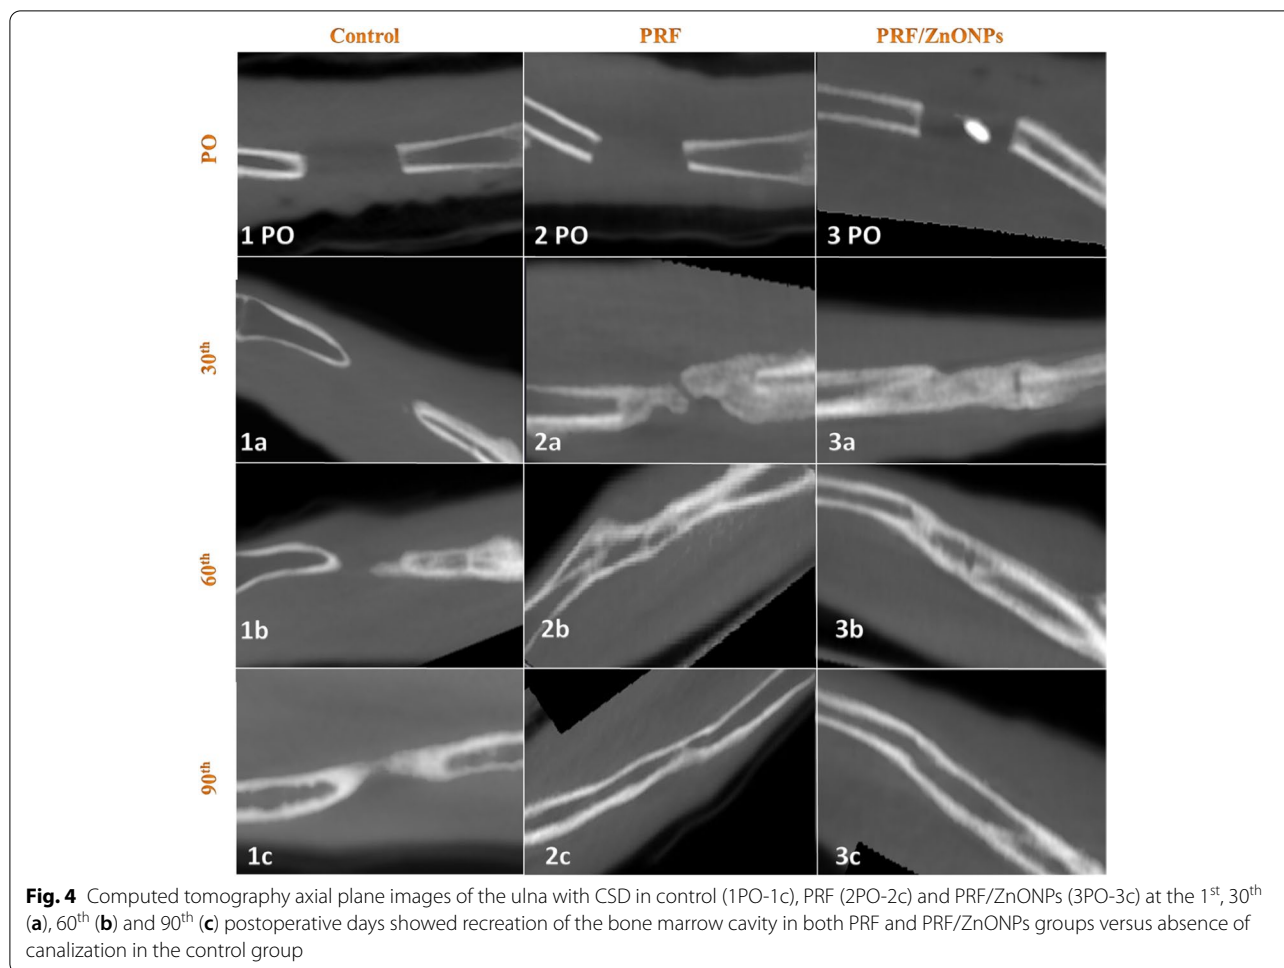 Control PRF PRF/ZnONPs
PO
1 PO 2 PO 3 PO
30th
1a 2a 3a
60th
1b 2b 3b
90th
1c 2c 3c
Fig. 4 Computed tomography axial plane images of the ulna with CSD in control (1PO-1c), PRF (2PO-2c) and PRF/ZnONPs (3PO-3c) at the 1st, 30th
(a), 60th (b) and 90th (c) postoperative days showed recreation of the bone marrow cavity in both PRF and PRF/ZnONPs groups versus absence of
canalization in the control group